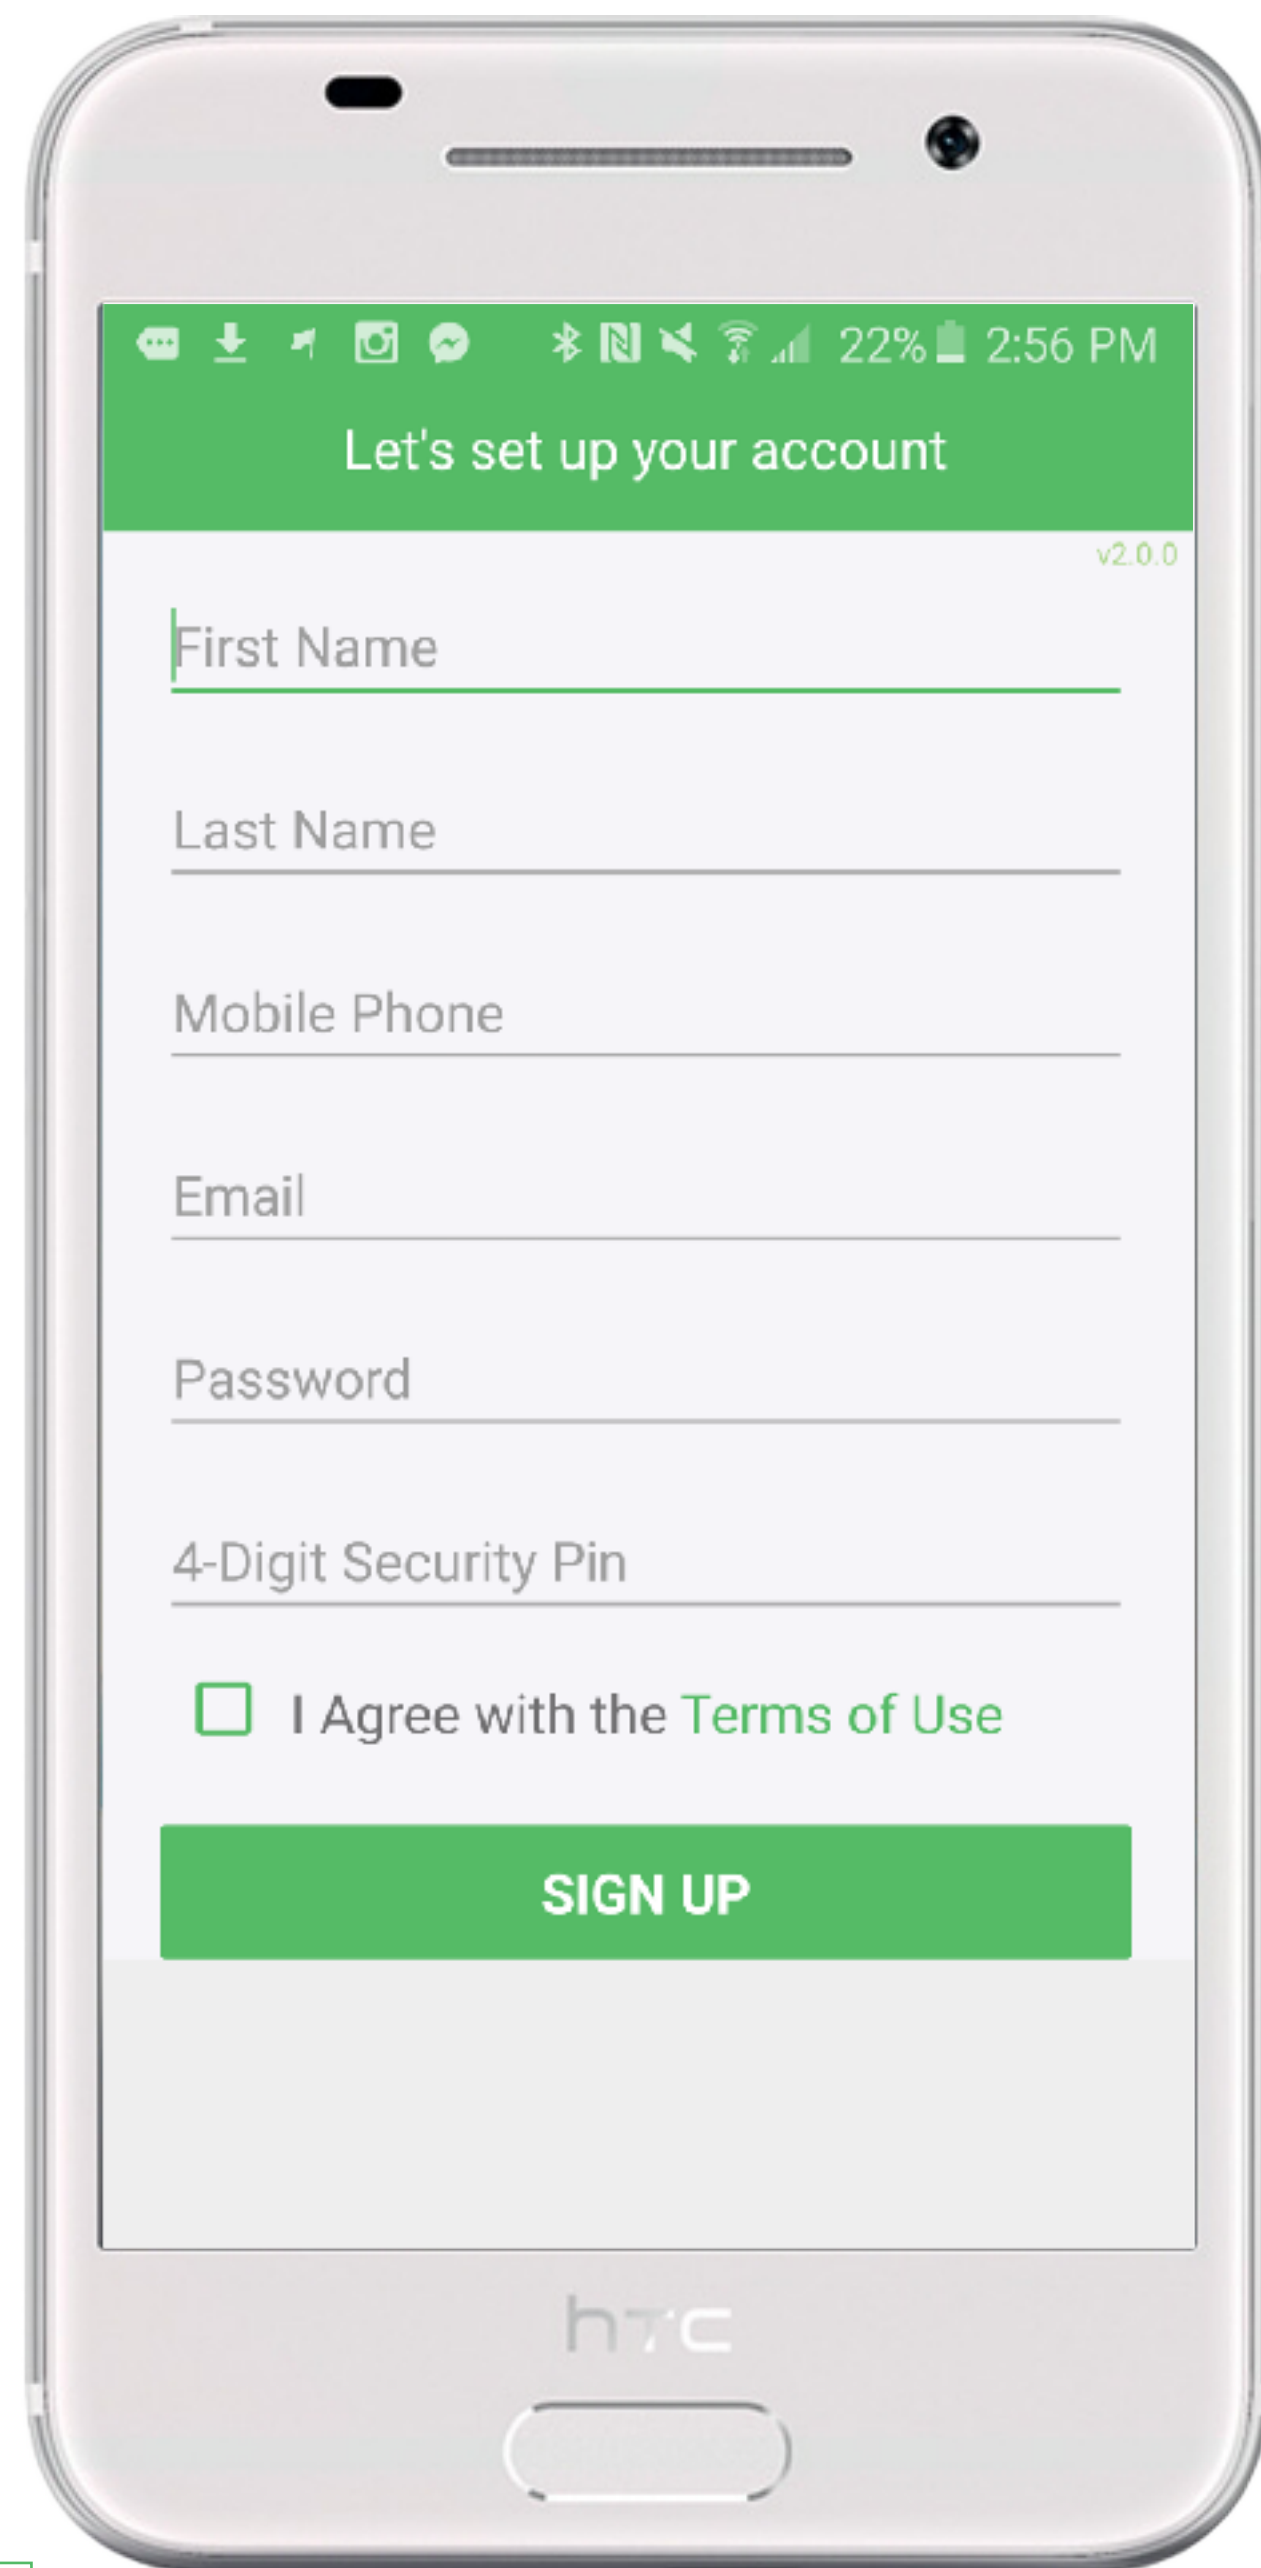 22% 2:56 PM
Let's set up your account
v2.0.0
First Name
Last Name
Mobile Phone
Email
Password
4-Digit Security Pin
I Agree with the Terms of Use
SIGN UP
hTC